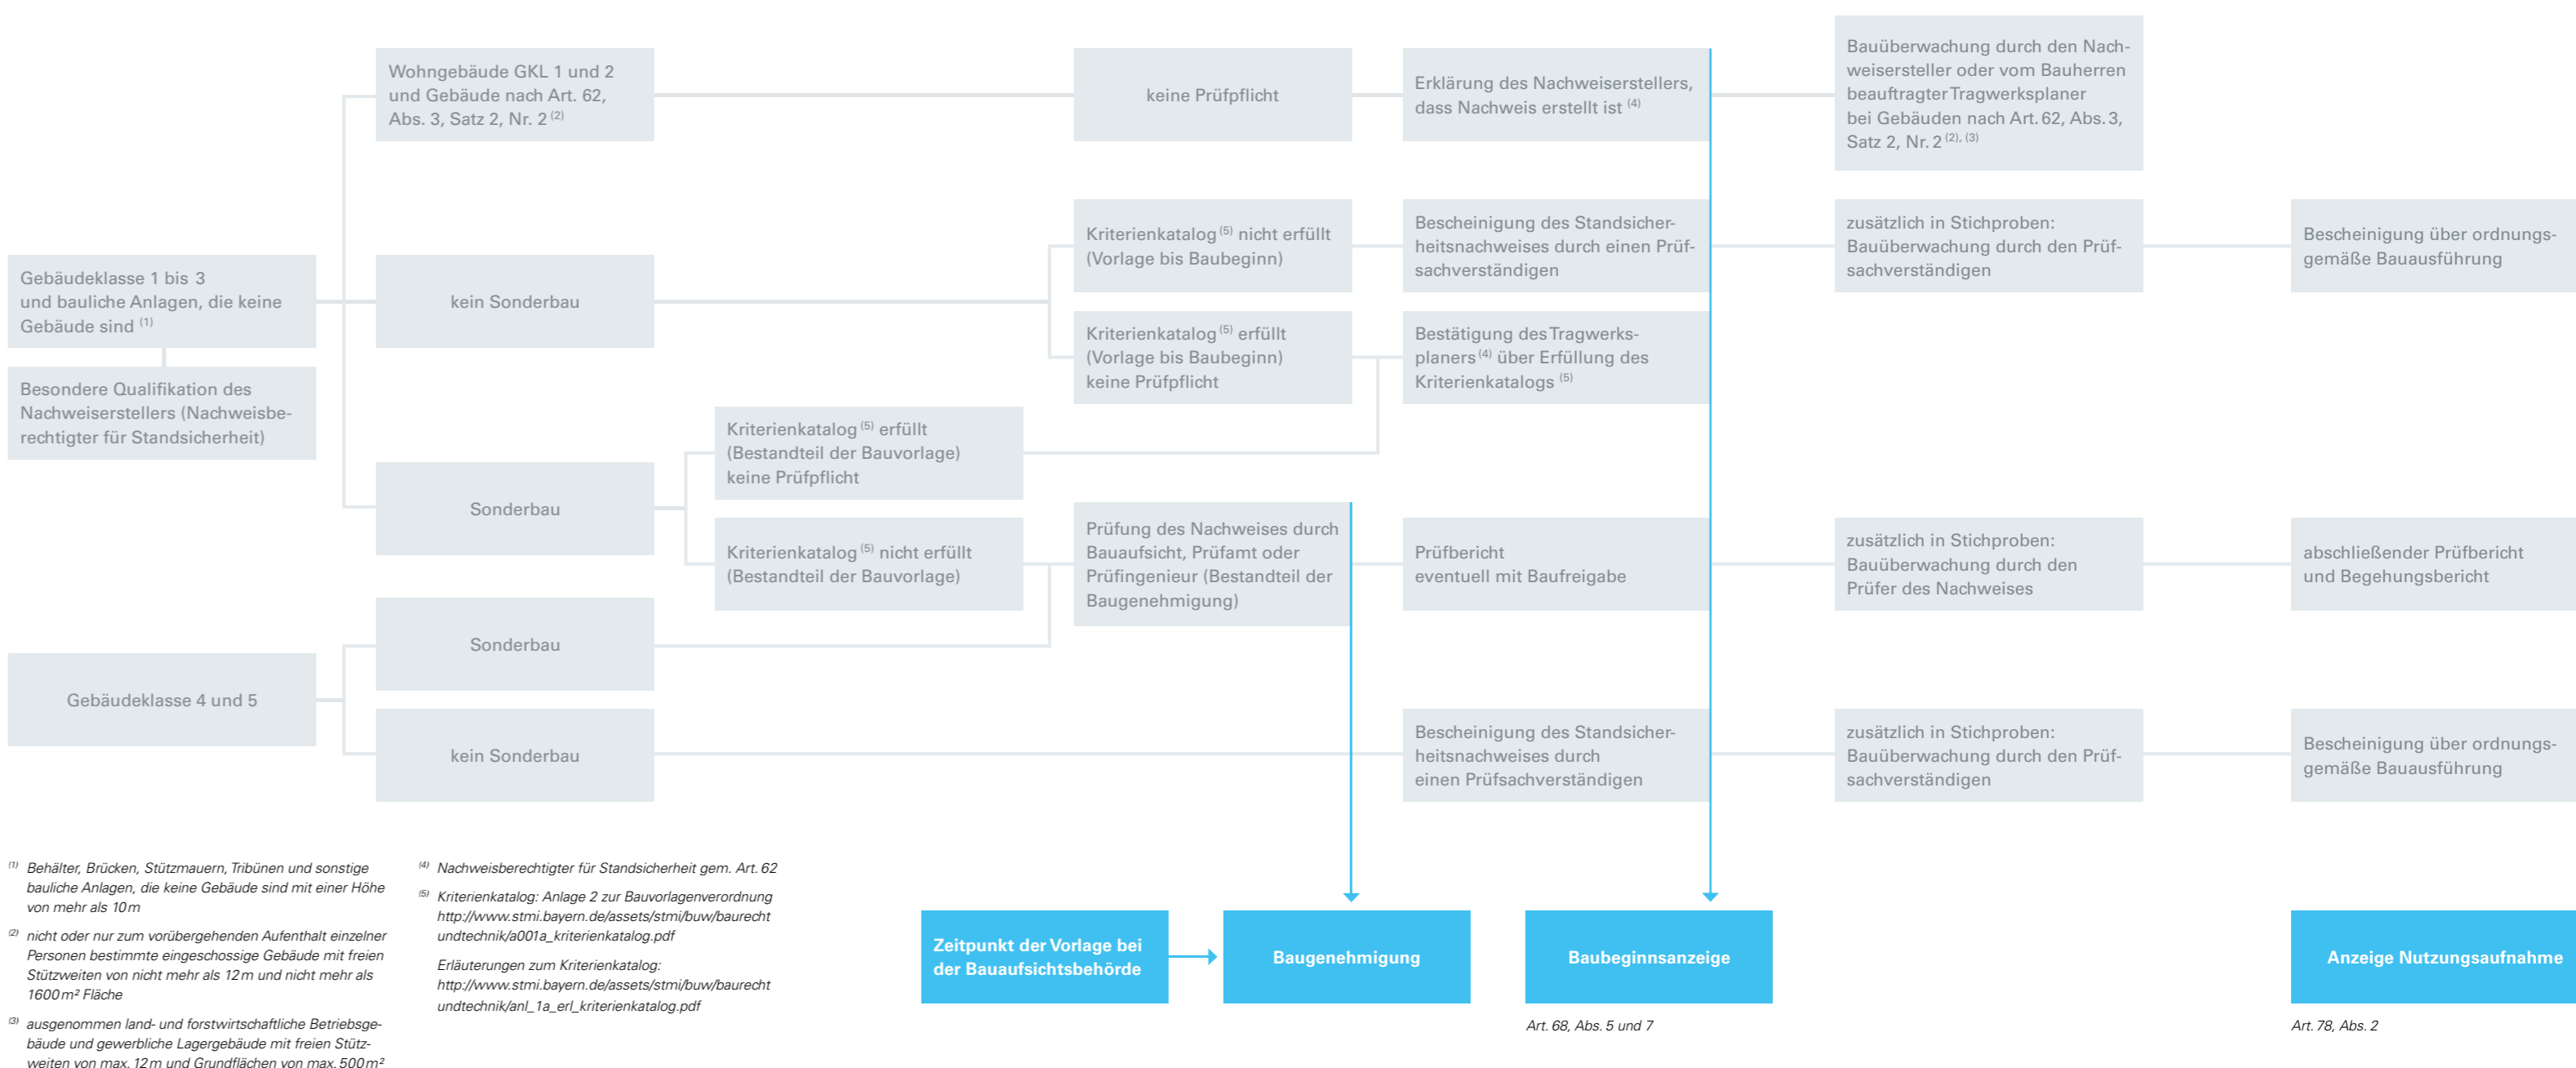 Wohngebäude GKL 1 und 2
und Gebäude nach Art. 62,
Abs. 3, Satz 2, Nr. 2 (2)
keine Prüfpflicht
Erklärung des Nachweiserstellers,
dass Nachweis erstellt ist (4)
Bauüberwachung durch den Nach-
weisersteller oder vom Bauherren
beauftragter Tragwerksplaner
bei Gebäuden nach Art. 62, Abs. 3,
Satz 2, Nr. 2 (2), (3)
Gebäudeklasse 1 bis 3
und bauliche Anlagen, die keine
Gebäude sind (1)
Besondere Qualifikation des
Nachweiserstellers (Nachweisbe-
rechtigter für Standsicherheit)
kein Sonderbau
Kriterienkatalog (5) nicht erfüllt
(Vorlage bis Baubeginn)
Bescheinigung des Standsicher-
heitsnachweises durch einen Prüf-
sachverständigen
zusätzlich in Stichproben:
Bauüberwachung durch den Prüf-
sachverständigen
Bescheinigung über ordnungs-
gemäße Bauausführung
Kriterienkatalog (5) erfüllt
(Vorlage bis Baubeginn)
keine Prüfpflicht
Bestätigung des Tragwerks-
planers (4) über Erfüllung des
Kriterienkatalogs (5)
Sonderbau
Kriterienkatalog (5) erfüllt
(Bestandteil der Bauvorlage)
keine Prüfpflicht
Kriterienkatalog (5) nicht erfüllt
(Bestandteil der Bauvorlage)
Prüfung des Nachweises durch
Bauaufsicht, Prüfamt oder
Prüfingenieur (Bestandteil der
Baugenehmigung)
Prüfbericht
eventuell mit Baufreigabe
zusätzlich in Stichproben:
Bauüberwachung durch den
Prüfer des Nachweises
abschließender Prüfbericht
und Begehungsbericht
Gebäudeklasse 4 und 5
Sonderbau
kein Sonderbau
Bescheinigung des Standsicher-
heitsnachweises durch
einen Prüfsachverständigen
zusätzlich in Stichproben:
Bauüberwachung durch den Prüf-
sachverständigen
Bescheinigung über ordnungs-
gemäße Bauausführung
(1) Behälter, Brücken, Stützmauern, Tribünen und sonstige
bauliche Anlagen, die keine Gebäude sind mit einer Höhe
von mehr als 10 m
(2) nicht oder nur zum vorübergehenden Aufenthalt einzelner
Personen bestimmte eingeschossige Gebäude mit freien
Stützweiten von nicht mehr als 12 m und nicht mehr als
1600 m² Fläche
(3) ausgenommen land- und forstwirtschaftliche Betriebsge-
bäude und gewerbliche Lagergebäude mit freien Stütz-
weiten von max. 12 m und Grundflächen von max. 500 m²
(4) Nachweisberechtigter für Standsicherheit gem. Art. 62
(5) Kriterienkatalog: Anlage 2 zur Bauvorlagenverordnung
http://www.stmi.bayern.de/assets/stmi/buw/baurecht
undtechnik/a001a_kriterienkatalog.pdf
Erläuterungen zum Kriterienkatalog:
http://www.stmi.bayern.de/assets/stmi/buw/baurecht
undtechnik/anl_1a_erl_kriterienkatalog.pdf
Zeitpunkt der Vorlage bei
der Bauaufsichtsbehörde
Baugenehmigung
Baubeginnsanzeige
Art. 68, Abs. 5 und 7
Anzeige Nutzungsaufnahme
Art. 78, Abs. 2